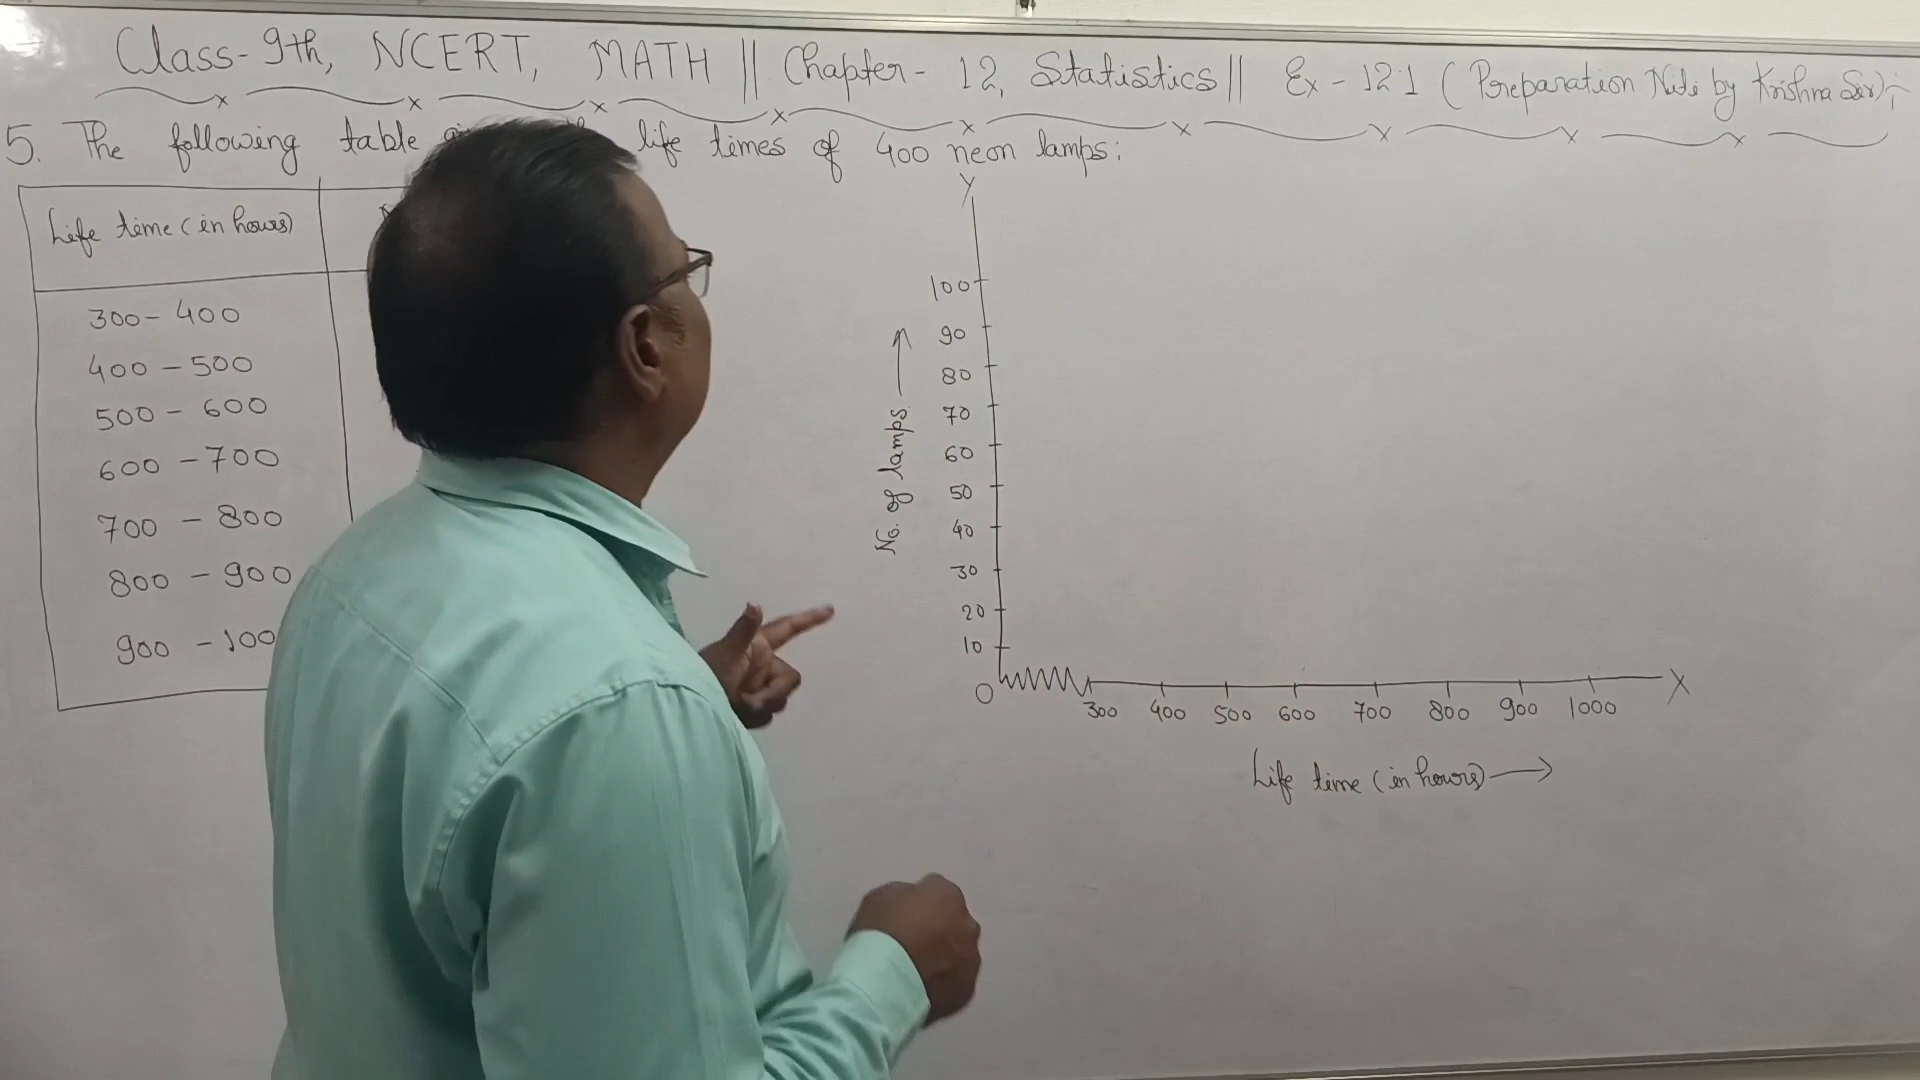 Class-9th, NCERT, MATH || Chapter- 12, Statistics || Ex - 12.1 (Preparation Niti by Krishna Sir):-
5. The following table life times of 400 neon lamps:
Life time (in hours)
300 - 400
400 - 500
500 - 600
600 - 700
700 - 800
800 - 900
900 - 100
Y
100
90
80
70
60
50
40
30
20
10
No. of lamps
O
300 400 500 600 700 800 900 1000 X
Life time (in hours)